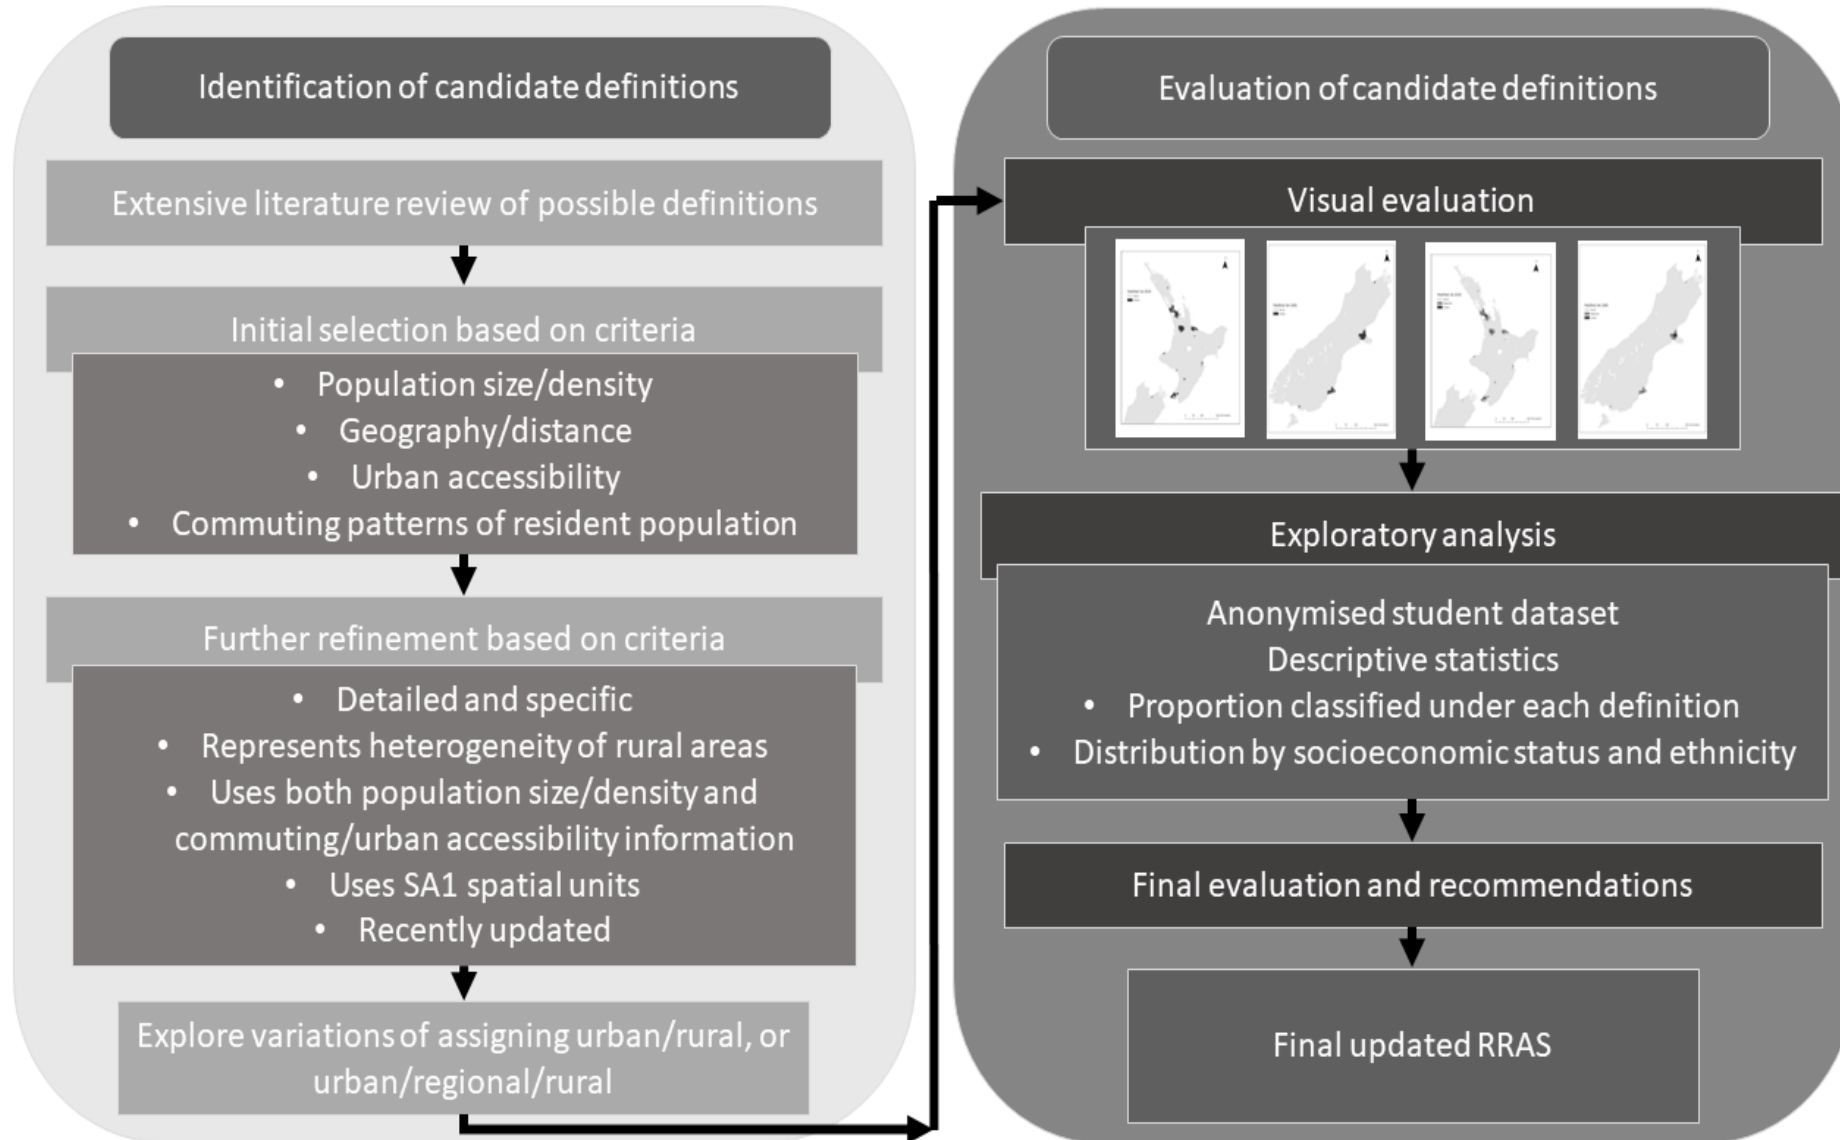 Identification of candidate definitions
Extensive literature review of possible definitions
Initial selection based on criteria
• Population size/density
• Geography/distance
• Urban accessibility
• Commuting patterns of resident population
Further refinement based on criteria
• Detailed and specific
• Represents heterogeneity of rural areas
• Uses both population size/density and
commuting/urban accessibility information
• Uses SA1 spatial units
• Recently updated
Explore variations of assigning urban/rural, or
urban/regional/rural
Evaluation of candidate definitions
Visual evaluation
Exploratory analysis
Anonymised student dataset
Descriptive statistics
• Proportion classified under each definition
• Distribution by socioeconomic status and ethnicity
Final evaluation and recommendations
Final updated RRAS